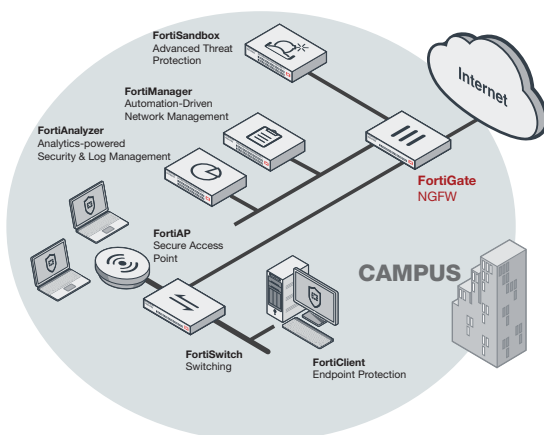 FortiSandbox
Advanced Threat
Protection
Internet
FortiManager
Automation-Driven
Network Management
FortiAnalyzer
Analytics-powered
Security & Log Management
FortiGate
NGFW
FortiAP
Secure Access
Point
CAMPUS
FortiSwitch
Switching
FortiClient
Endpoint Protection